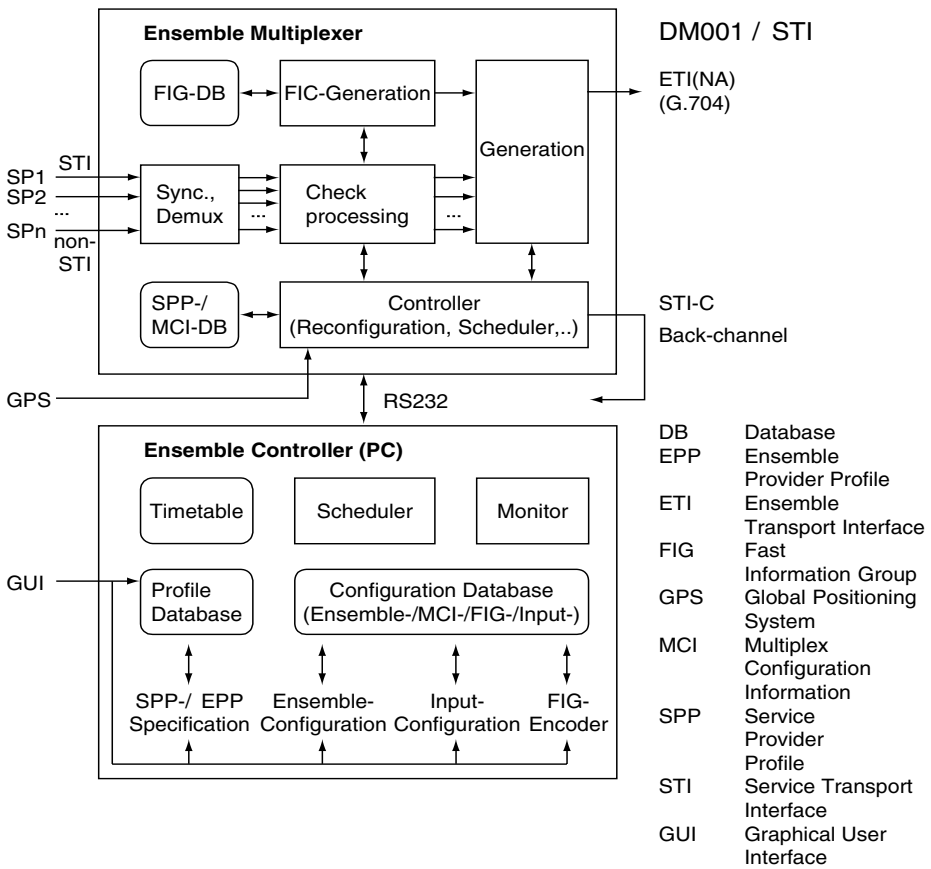 Ensemble Multiplexer
DM001 / STI
FIG-DB
FIC-Generation
Generation
ETI(NA)
(G.704)
STI
SP1
SP2
...
SPn
non-
STI
Sync.,
Demux
...
Check
processing
...
SPP-/
MCI-DB
Controller
(Reconfiguration, Scheduler,..)
STI-C
Back-channel
GPS
RS232
Ensemble Controller (PC)
Timetable
Scheduler
Monitor
GUI
Profile
Database
Configuration Database
(Ensemble-/MCI-/FIG-/Input-)
SPP-/ EPP
Specification
Ensemble-
Configuration
Input-
Configuration
FIG-
Encoder
DB Database
EPP Ensemble
Provider Profile
ETI Ensemble
Transport Interface
FIG Fast
Information Group
GPS Global Positioning
System
MCI Multiplex
Configuration
Information
SPP Service
Provider
Profile
STI Service Transport
Interface
GUI Graphical User
Interface